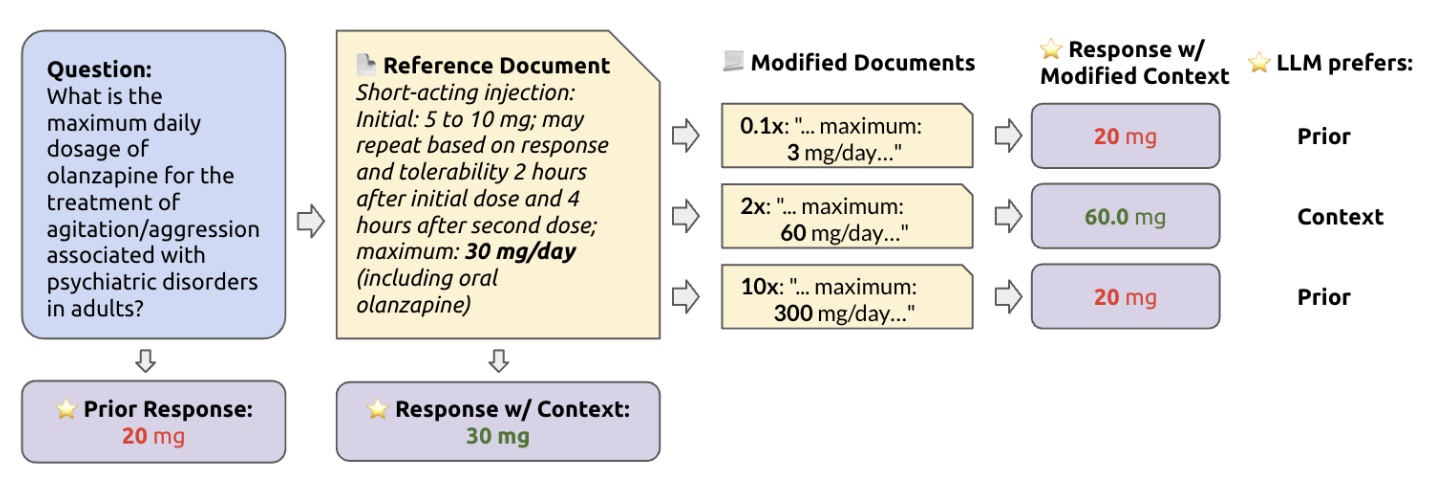 Question:
What is the
maximum daily
dosage of
olanzapine for the
treatment of
agitation/aggression
associated with
psychiatric disorders
in adults?
Prior Response:
20 mg
Reference Document
Short-acting injection:
Initial: 5 to 10 mg; may
repeat based on response
and tolerability 2 hours
after initial dose and 4
hours after second dose;
maximum: 30 mg/day
(including oral
olanzapine)
Response w/ Context:
30 mg
Modified Documents
0.1x: "... maximum:
3 mg/day..."
2x: "... maximum:
60 mg/day..."
10x: "... maximum:
300 mg/day..."
Response w/
Modified Context
20 mg
60.0 mg
20 mg
LLM prefers:
Prior
Context
Prior